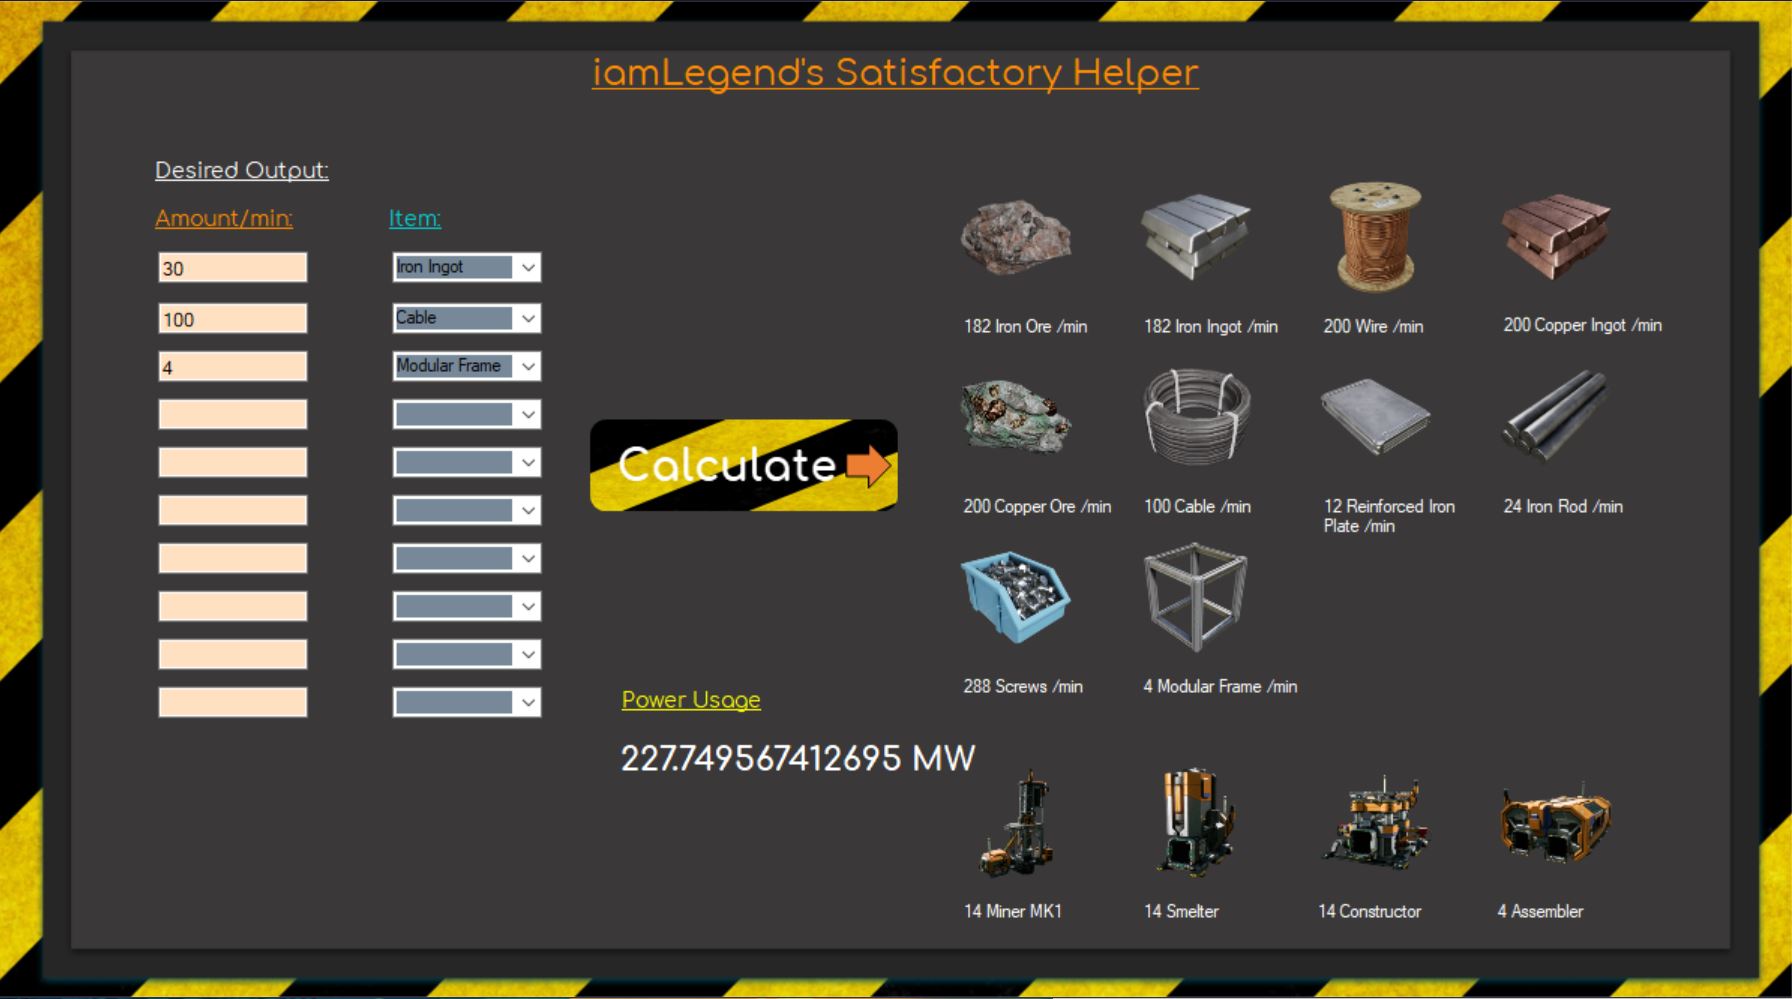 iamLegend's Satisfactory Helper
Desired Output:
Amount/min:
Item:
30
Iron Ingot
100
Cable
4
Modular Frame
Calculate
Power Usage
227.749567412695 MW
182 Iron Ore /min
182 Iron Ingot /min
200 Wire /min
200 Copper Ingot /min
200 Copper Ore /min
100 Cable /min
12 Reinforced Iron
Plate /min
24 Iron Rod /min
288 Screws /min
4 Modular Frame /min
14 Miner MK1
14 Smelter
14 Constructor
4 Assembler